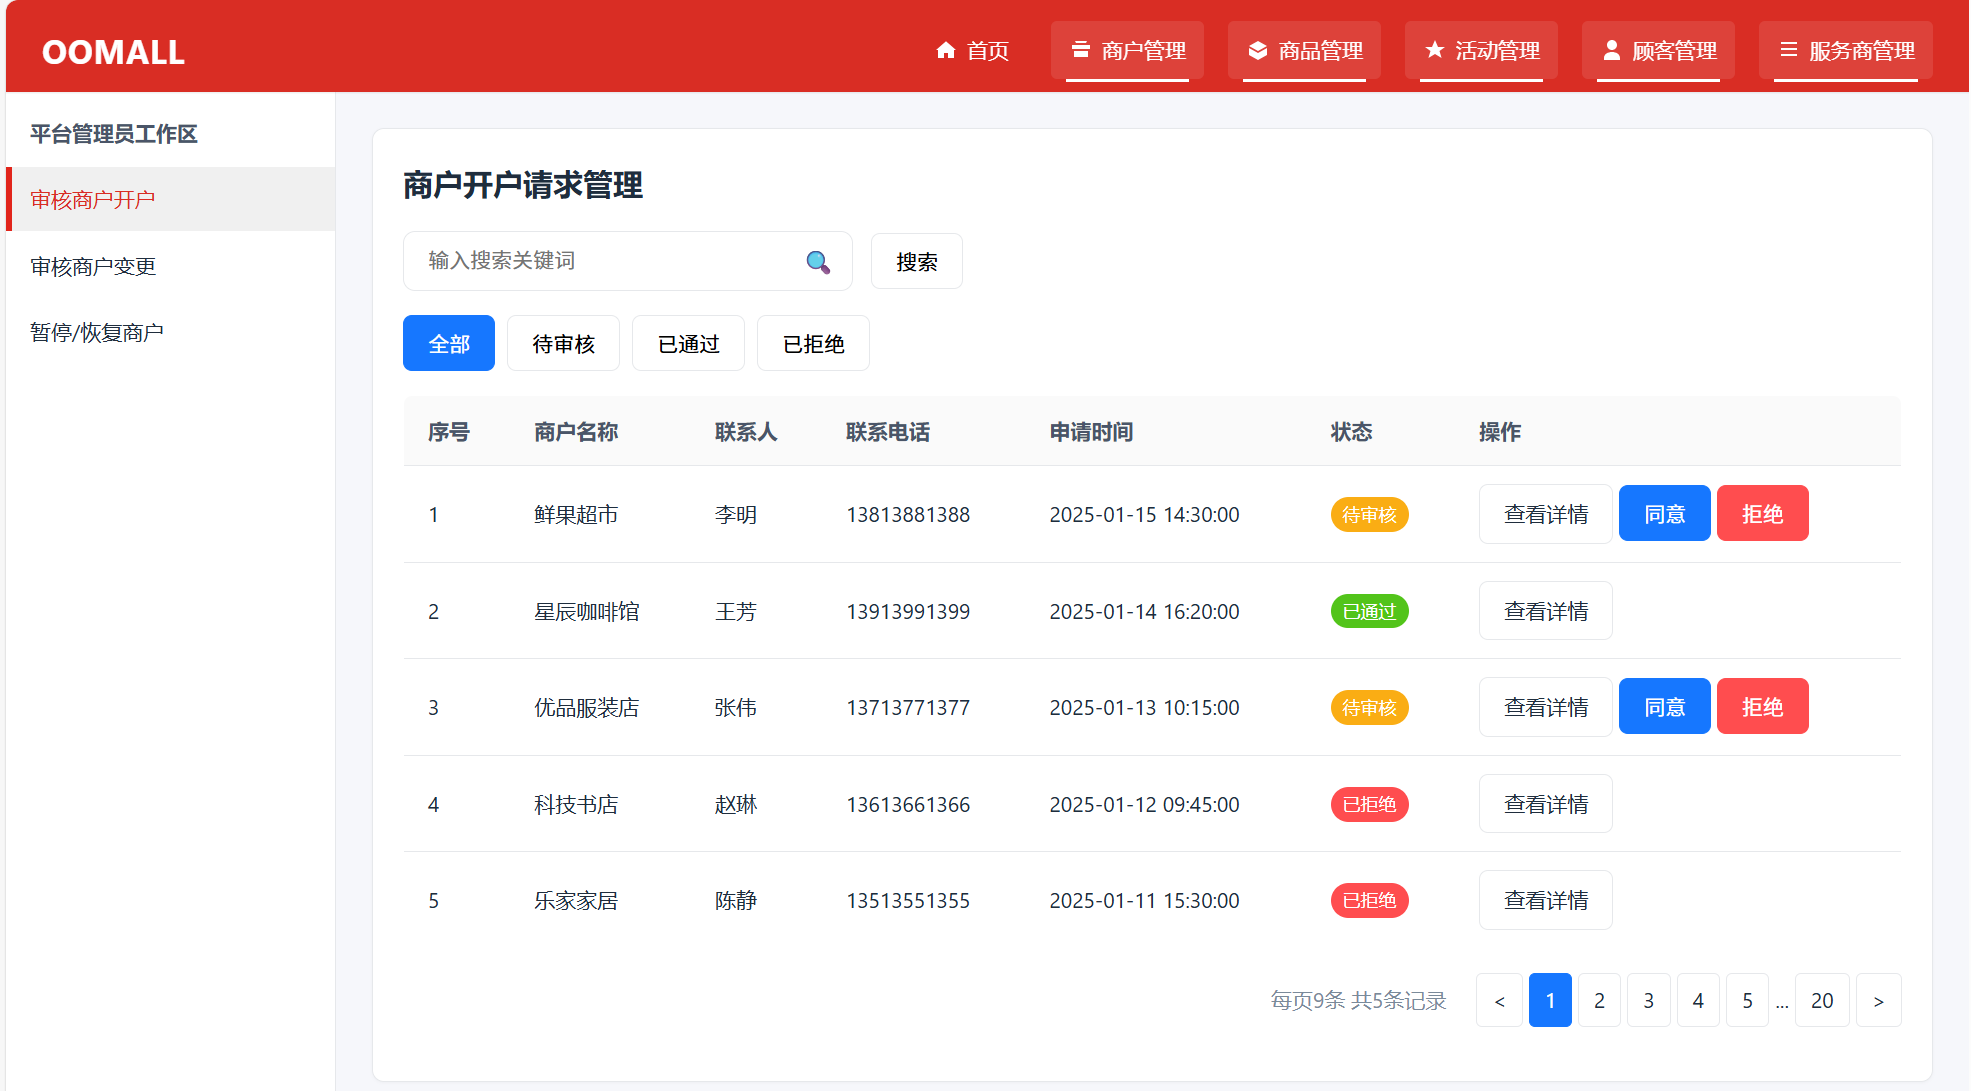 OOMALL
首页 商户管理 商品管理 活动管理 顾客管理 服务商管理
平台管理员工作区
审核商户开户
审核商户变更
暂停/恢复商户
商户开户请求管理
输入搜索关键词 搜索
全部 待审核 已通过 已拒绝
序号 商户名称 联系人 联系电话 申请时间 状态 操作
1 鲜果超市 李明 13813881388 2025-01-15 14:30:00 待审核 查看详情 同意 拒绝
2 星辰咖啡馆 王芳 13913991399 2025-01-14 16:20:00 已通过 查看详情
3 优品服装店 张伟 13713771377 2025-01-13 10:15:00 待审核 查看详情 同意 拒绝
4 科技书店 赵琳 13613661366 2025-01-12 09:45:00 已拒绝 查看详情
5 乐家家居 陈静 13513551355 2025-01-11 15:30:00 已拒绝 查看详情
每页9条 共5条记录 < 1 2 3 4 5 ... 20 >